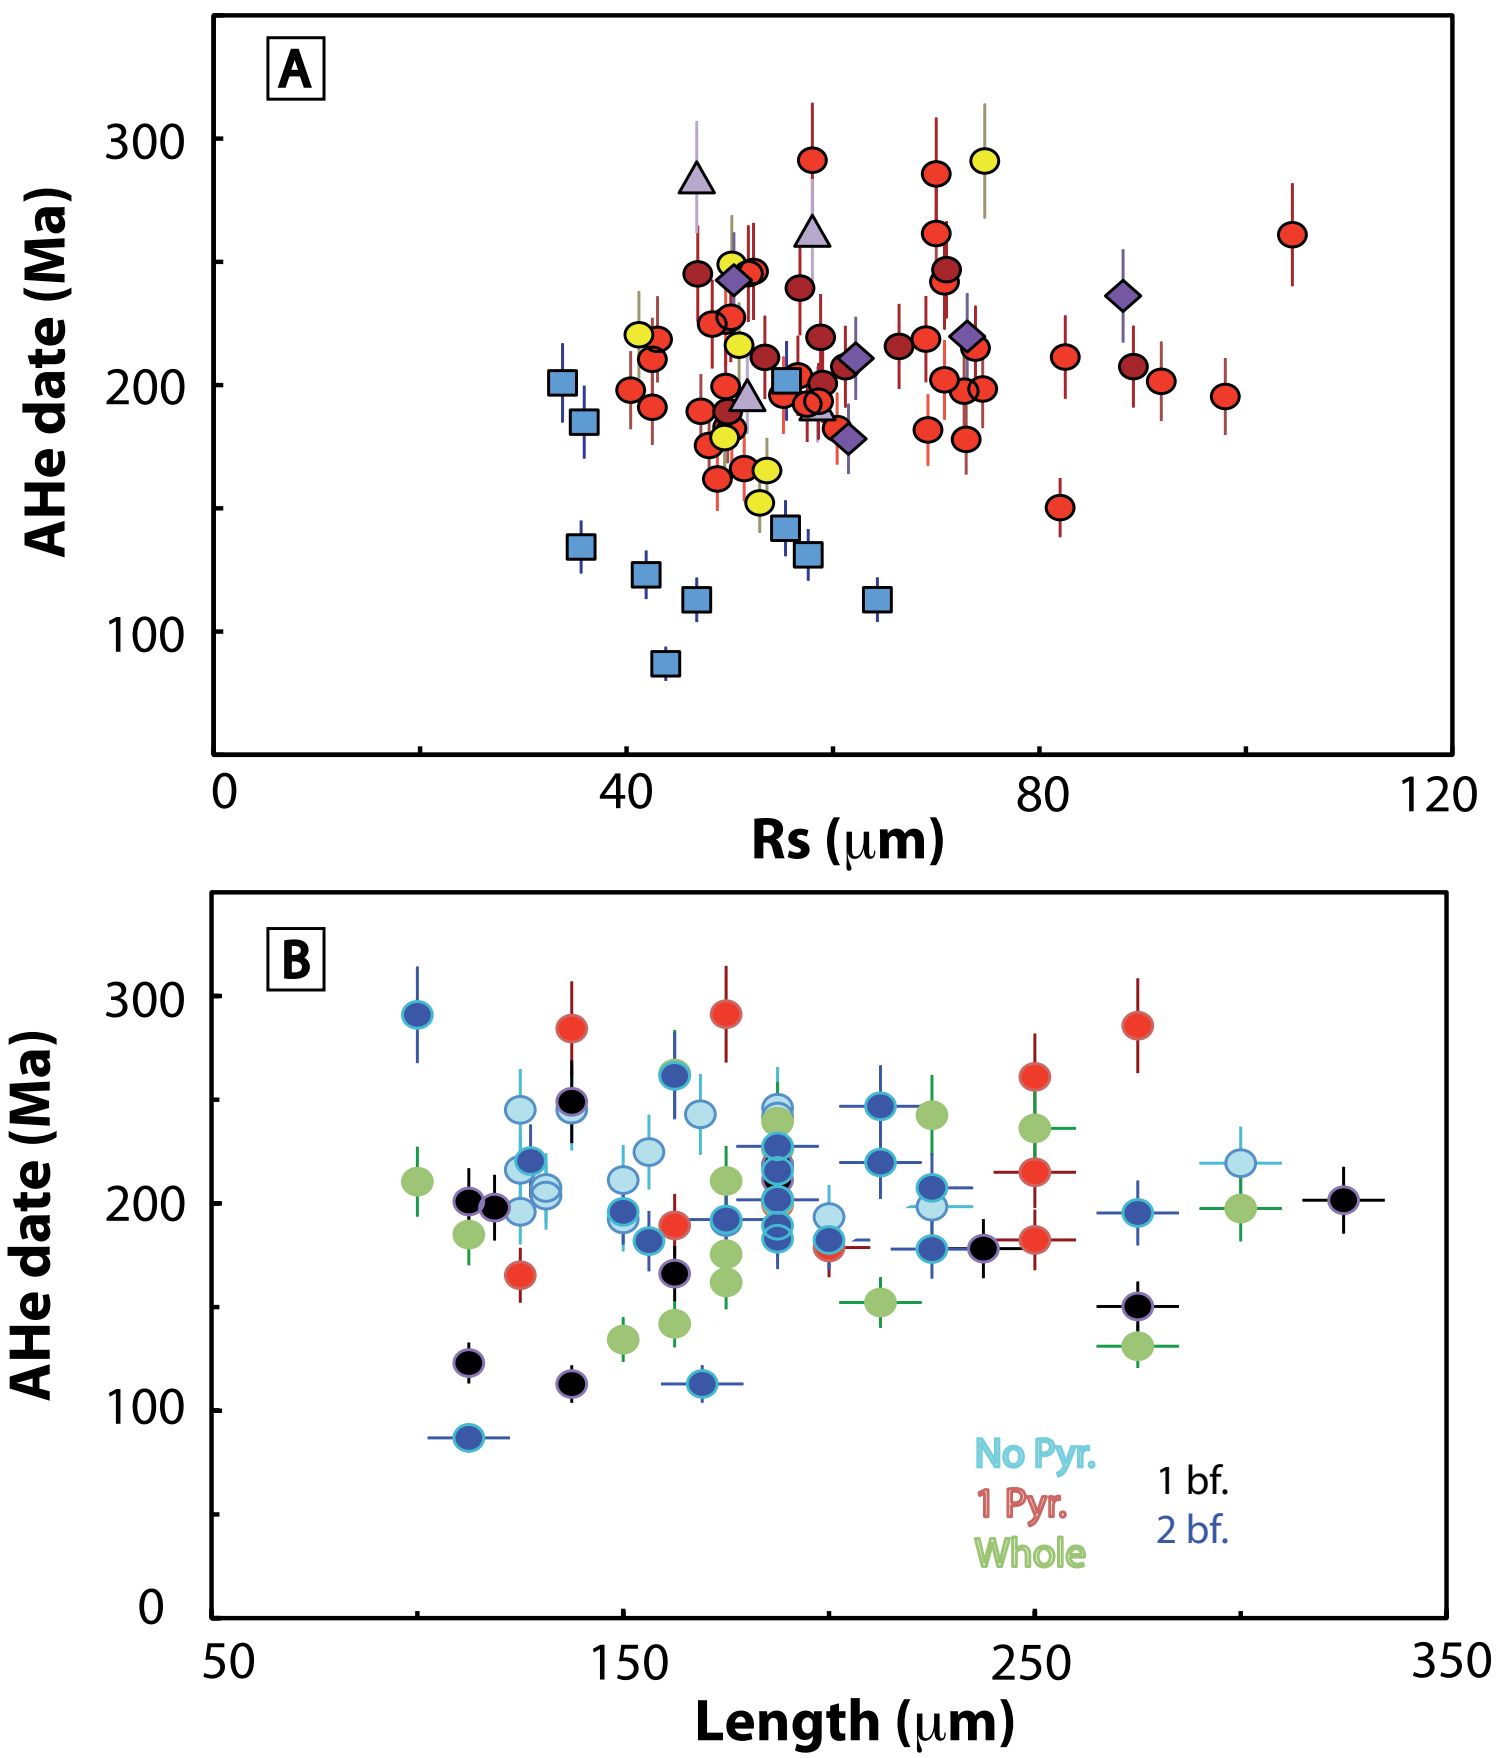 A
300
200
100
AHe date (Ma)
0
40
80
120
Rs (μm)
B
300
200
100
0
AHe date (Ma)
No Pyr.
1 Pyr.
Whole
1 bf.
2 bf.
50
150
250
350
Length (μm)